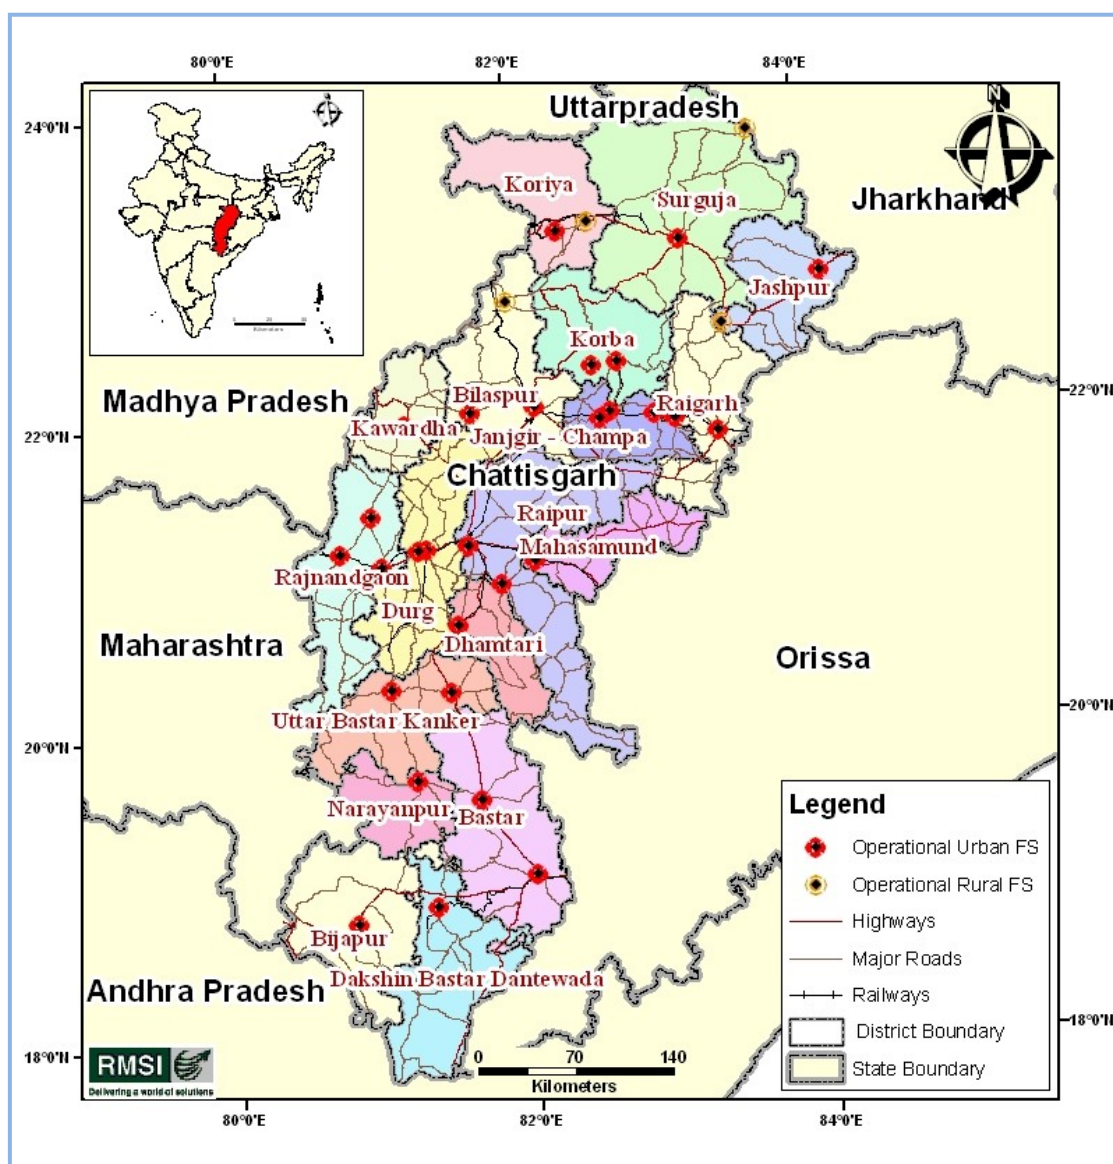 80°0'E 82°0'E 84°0'E
Uttarpradesh
24°0'N
Koriya
Surguja
Jharkhand
Jashpur
Kilometers
Korba
22°0'N
Madhya Pradesh
Bilaspur
Kawardha
Raigarh
Janjgir - Champa
22°0'N
Chattisgarh
Raipur
Mahasamund
Rajnandgaon
Durg
Maharashtra
Dhamtari
Orissa
20°0'N
Uttar Bastar Kanker
20°0'N
Narayanpur
Bastar
Bijapur
Dakshin Bastar Dantewada
Andhra Pradesh
18°0'N
18°0'N
Legend
Operational Urban FS
Operational Rural FS
Highways
Major Roads
Railways
District Boundary
State Boundary
RMSI
Delivering a world of solutions
0 70 140
Kilometers
80°0'E 82°0'E 84°0'E
N